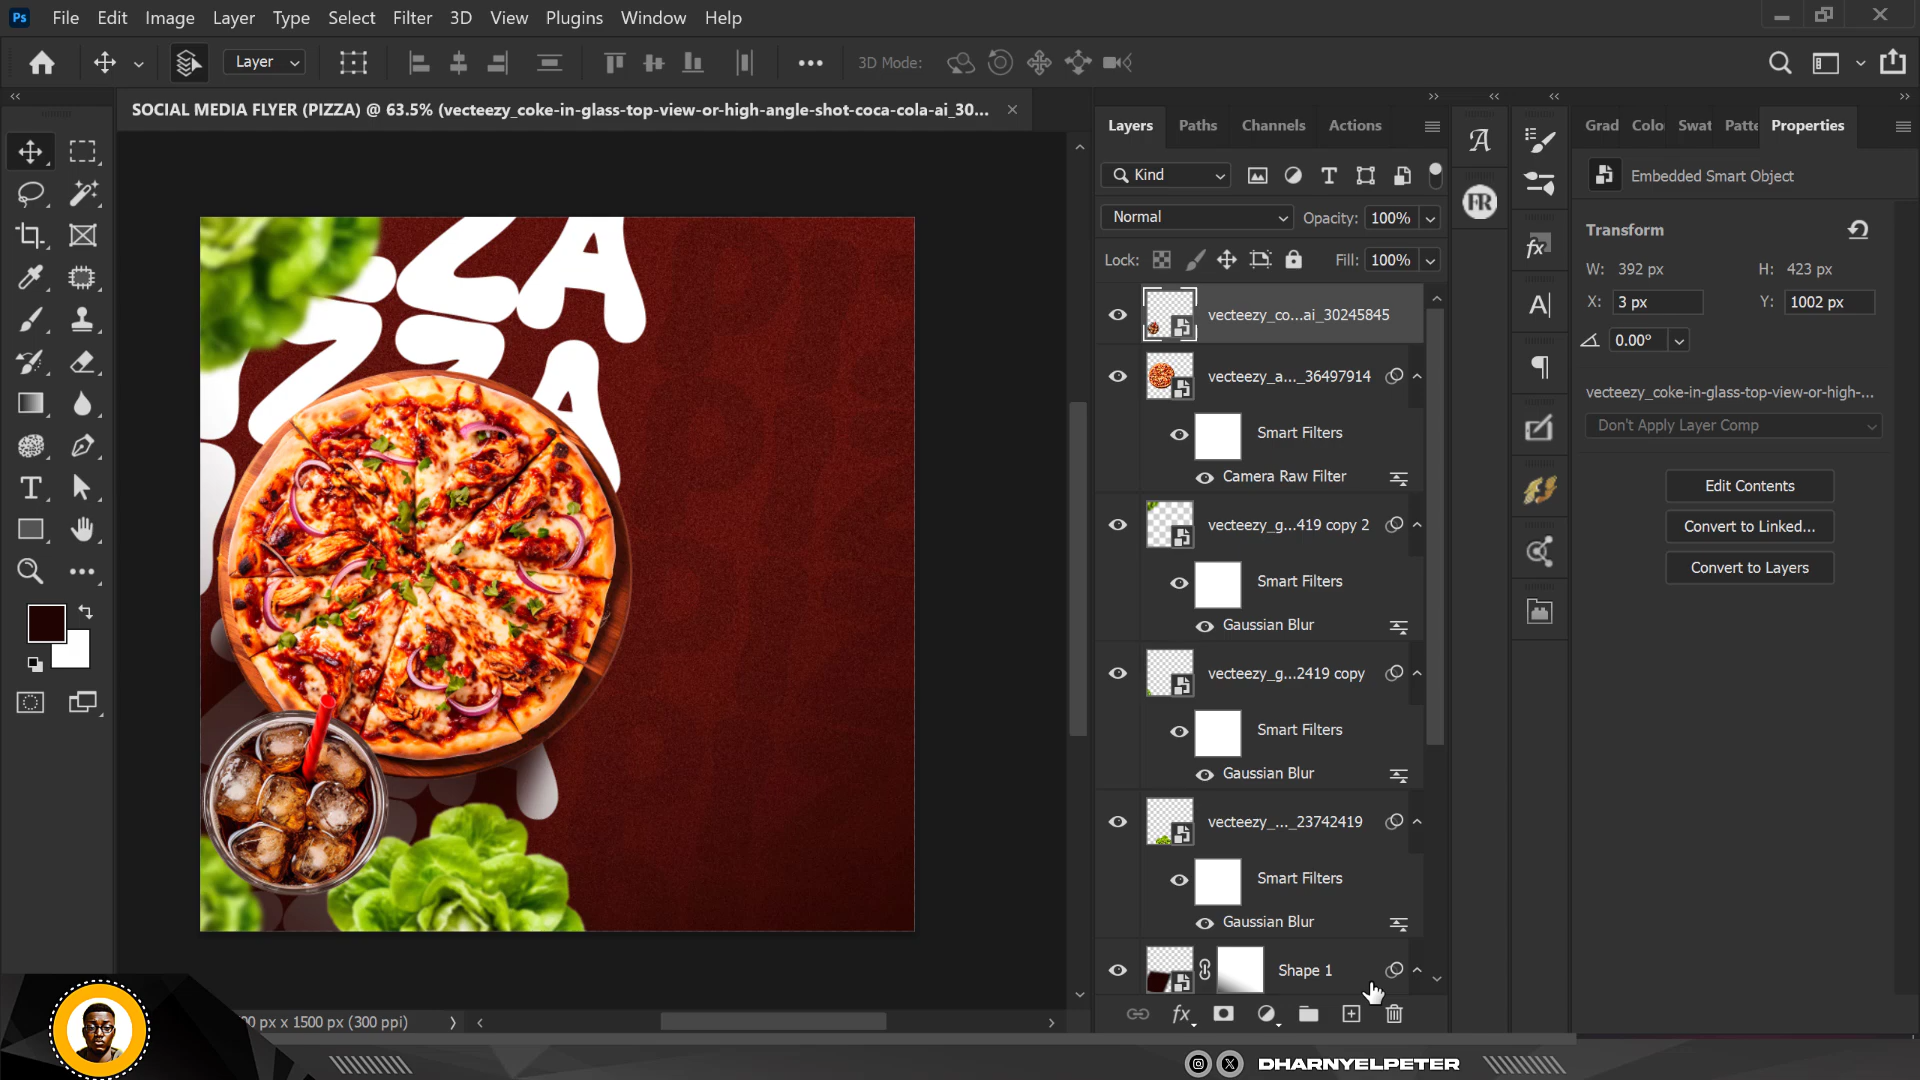 Ps File Edit Image Layer Type Select Filter 3D View Plugins Window Help
Layer
3D Mode:
SOCIAL MEDIA FLYER (PIZZA) @ 63.5% (vecteezy_coke-in-glass-top-view-or-high-angle-shot-coca-cola-ai_30...
Layers Paths Channels Actions
Grad Colo Swat Patte Properties
Kind
Embedded Smart Object
Normal Opacity: 100%
Transform
Lock: Fill: 100%
W: 392 px H: 423 px
X: 3 px Y: 1002 px
0.00°
vecteezy_co...ai_30245845
vecteezy_a..._36497914
vecteezy_coke-in-glass-top-view-or-high-...
Don't Apply Layer Comp
Smart Filters
Camera Raw Filter
Edit Contents
vecteezy_g...419 copy 2
Convert to Linked...
Convert to Layers
Smart Filters
Gaussian Blur
vecteezy_g...2419 copy
Smart Filters
Gaussian Blur
vecteezy_..._23742419
Smart Filters
Gaussian Blur
Shape 1
FR
ZZA
ZZA
A
0 px x 1500 px (300 ppi)
DHARNYELPETER